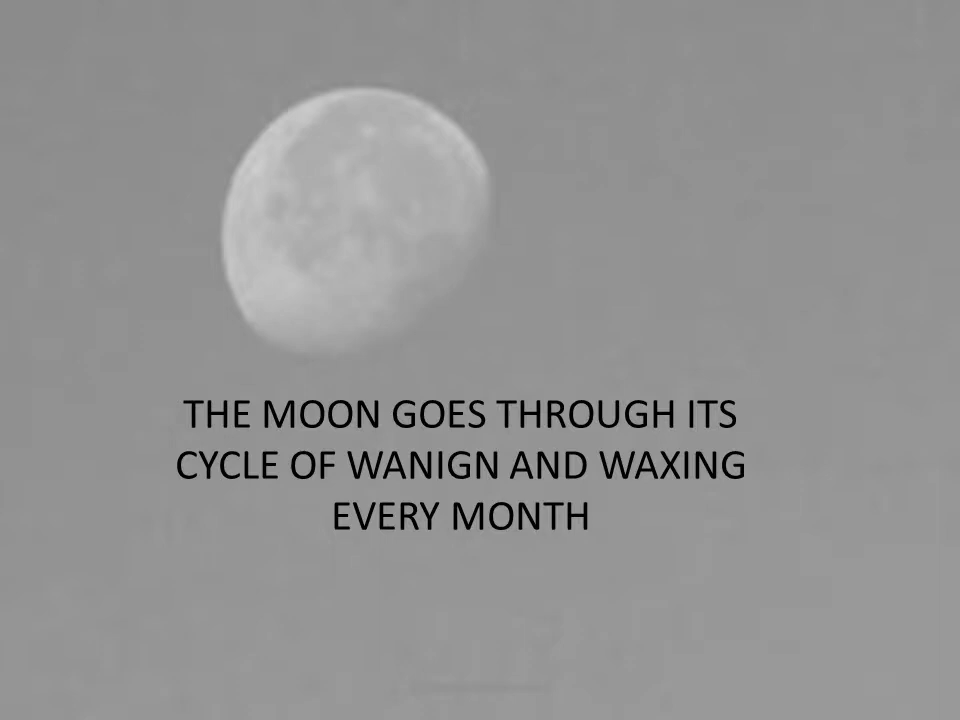 THE MOON GOES THROUGH ITS
CYCLE OF WANIGN AND WAXING
EVERY MONTH